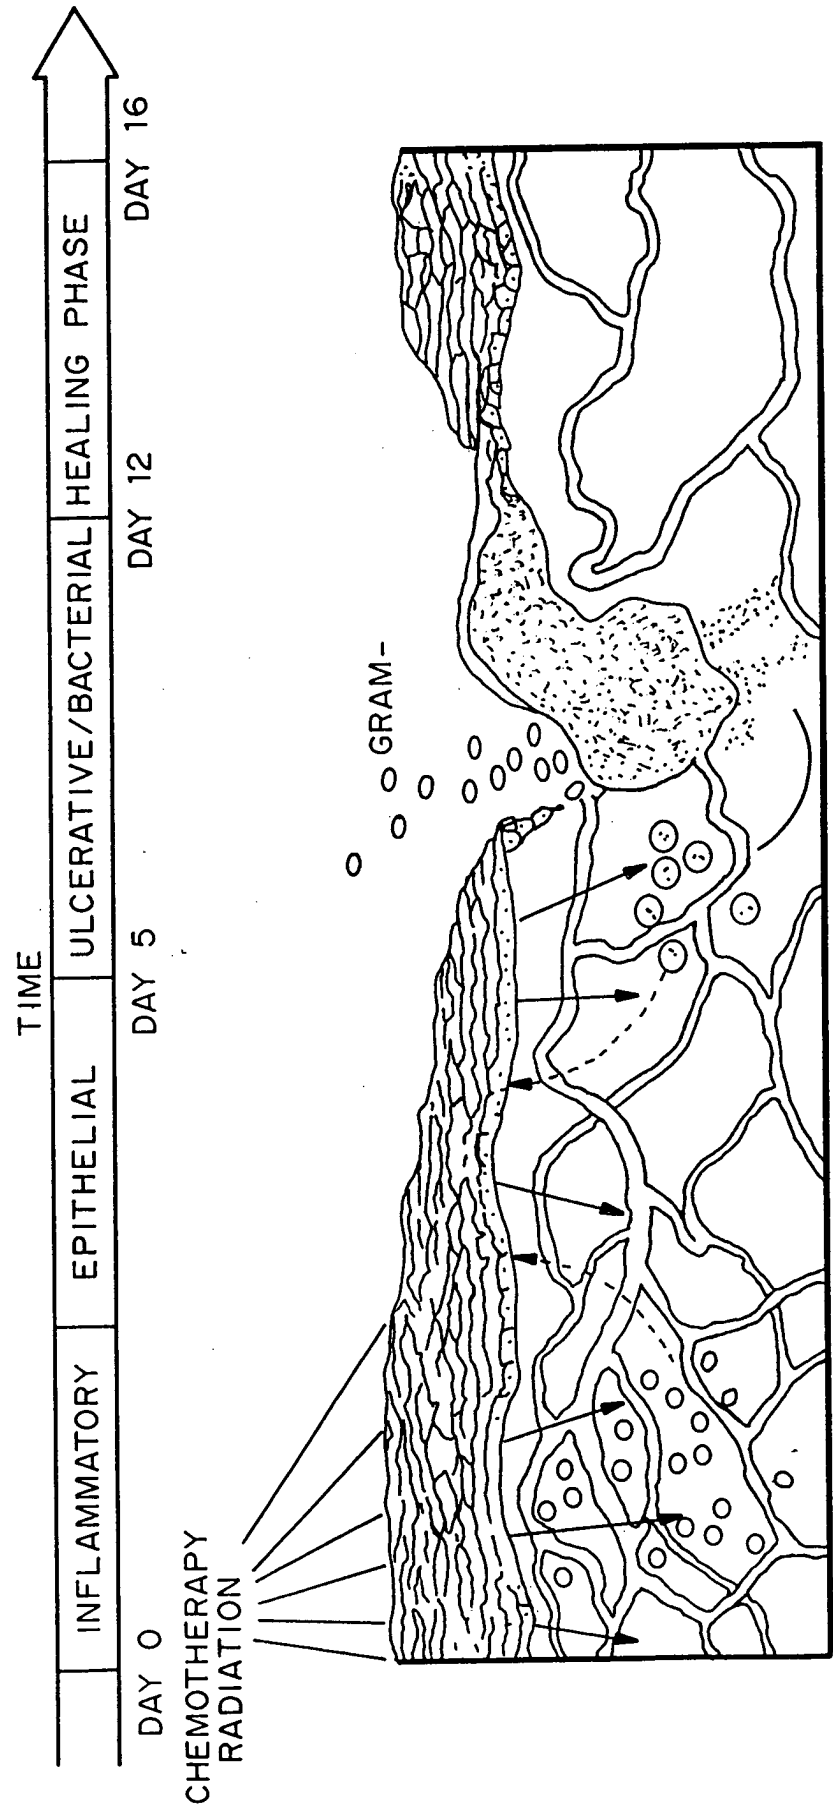 TIME
INFLAMMATORY
EPITHELIAL
ULCERATIVE/BACTERIAL
HEALING PHASE
DAY 0
DAY 5
DAY 12
DAY 16
CHEMOTHERAPY
RADIATION
GRAM-